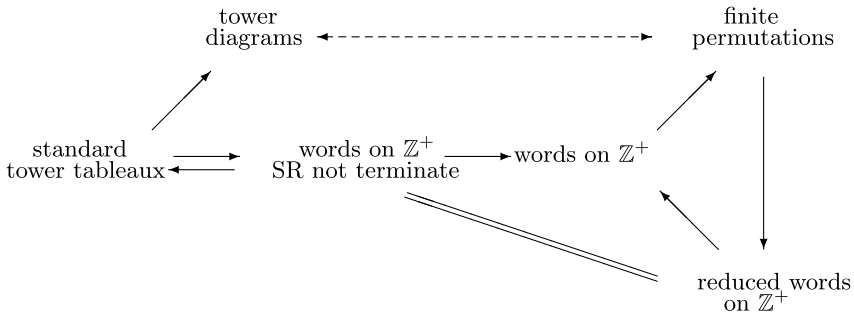 tower
diagrams
finite
permutations
standard
tower tableaux
words on ℤ⁺
SR not terminate
words on ℤ⁺
reduced words
on ℤ⁺